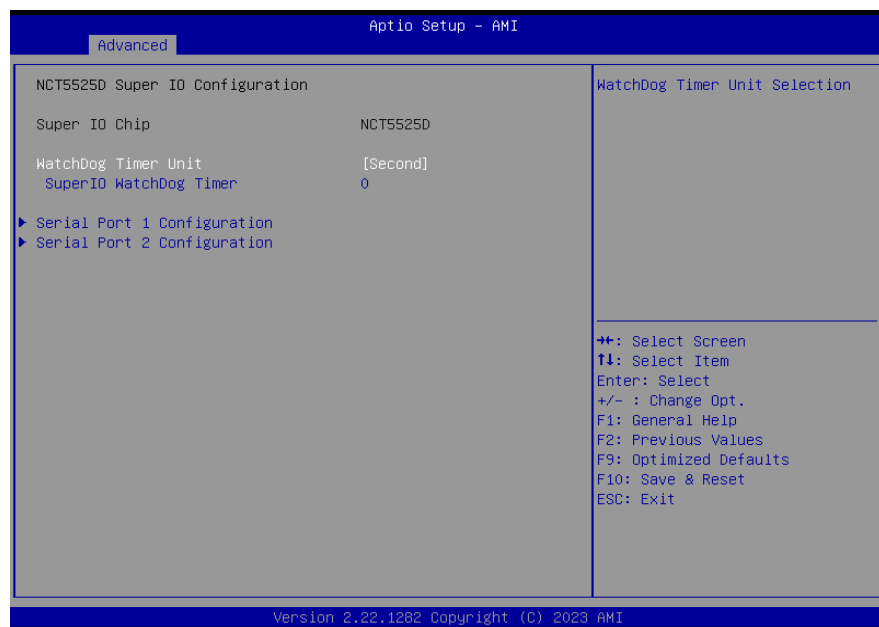 Aptio Setup – AMI
Advanced
NCT5525D Super IO Configuration
Super IO Chip NCT5525D
WatchDog Timer Unit [Second]
SuperIO WatchDog Timer 0
Serial Port 1 Configuration
Serial Port 2 Configuration
WatchDog Timer Unit Selection
→←: Select Screen
↑↓: Select Item
Enter: Select
+/- : Change Opt.
F1: General Help
F2: Previous Values
F9: Optimized Defaults
F10: Save & Reset
ESC: Exit
Version 2.22.1282 Copyright (C) 2023 AMI